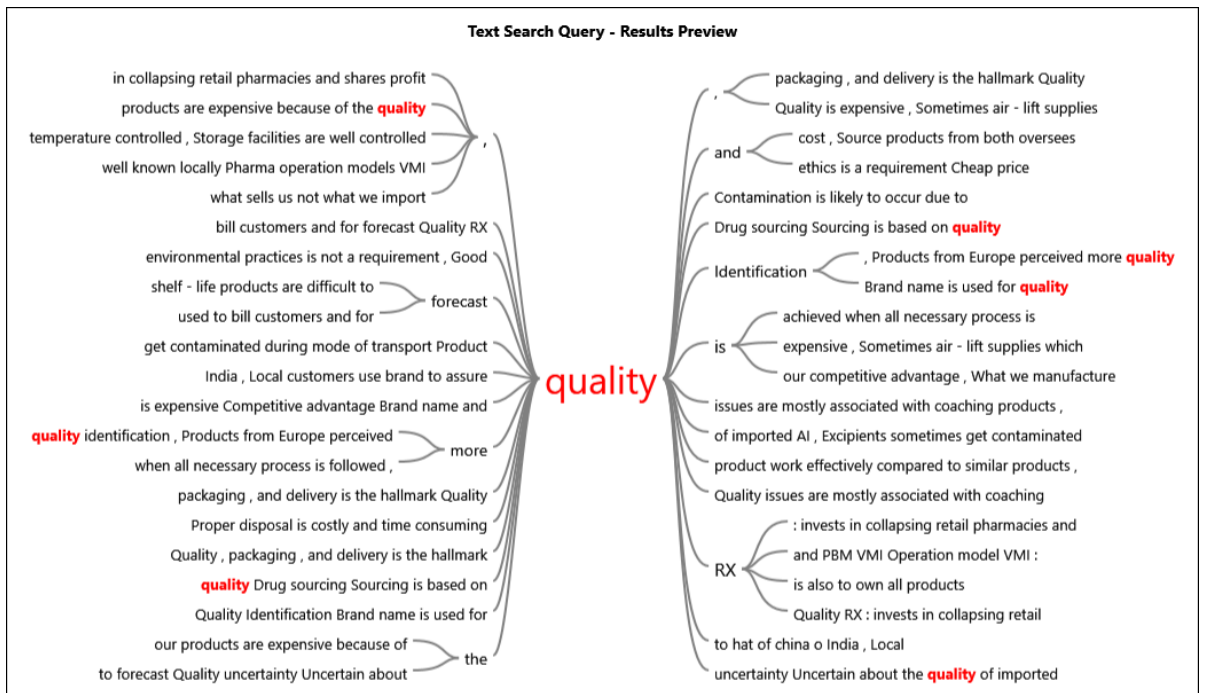 Text Search Query - Results Preview
in collapsing retail pharmacies and shares profit
products are expensive because of the quality
temperature controlled , Storage facilities are well controlled
well known locally Pharma operation models VMI
what sells us not what we import
,
bill customers and for forecast Quality RX
environmental practices is not a requirement , Good
shelf - life products are difficult to
used to bill customers and for
forecast
get contaminated during mode of transport Product
India , Local customers use brand to assure
is expensive Competitive advantage Brand name and
quality identification , Products from Europe perceived
when all necessary process is followed ,
more
packaging , and delivery is the hallmark Quality
Proper disposal is costly and time consuming
Quality , packaging , and delivery is the hallmark
quality Drug sourcing Sourcing is based on
Quality Identification Brand name is used for
our products are expensive because of
to forecast Quality uncertainty Uncertain about
the
quality
,
packaging , and delivery is the hallmark Quality
Quality is expensive , Sometimes air - lift supplies
and
cost , Source products from both oversees
ethics is a requirement Cheap price
Contamination is likely to occur due to
Drug sourcing Sourcing is based on quality
Identification
, Products from Europe perceived more quality
Brand name is used for quality
is
achieved when all necessary process is
expensive , Sometimes air - lift supplies which
our competitive advantage , What we manufacture
issues are mostly associated with coaching products ,
of imported AI , Excipients sometimes get contaminated
product work effectively compared to similar products ,
Quality issues are mostly associated with coaching
RX
: invests in collapsing retail pharmacies and
and PBM VMI Operation model VMI :
is also to own all products
Quality RX : invests in collapsing retail
to hat of china o India , Local
uncertainty Uncertain about the quality of imported